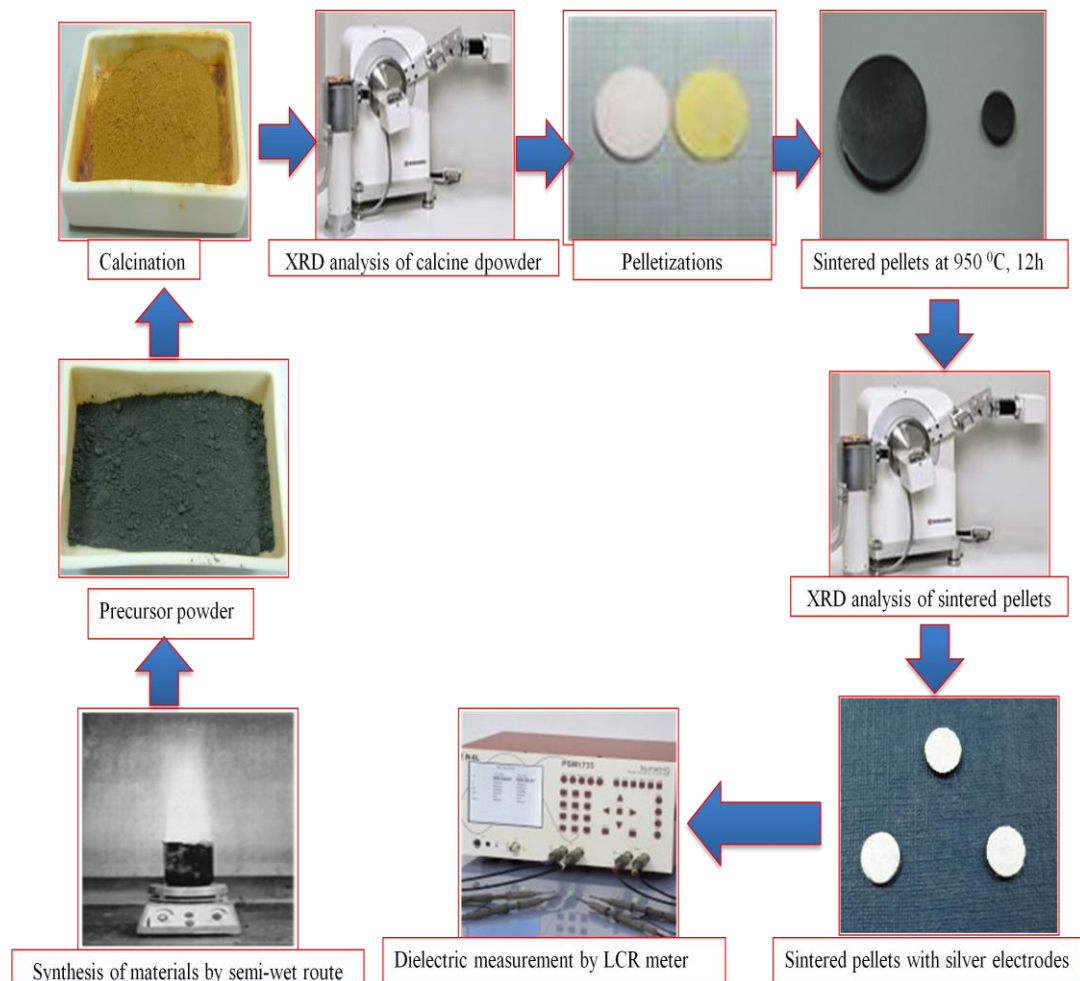 Calcination
XRD analysis of calcine dpowder
Pelletizations
Sintered pellets at 950 ⁰C, 12h
Precursor powder
XRD analysis of sintered pellets
PSM1735
Synthesis of materials by semi-wet route
Dielectric measurement by LCR meter
Sintered pellets with silver electrodes